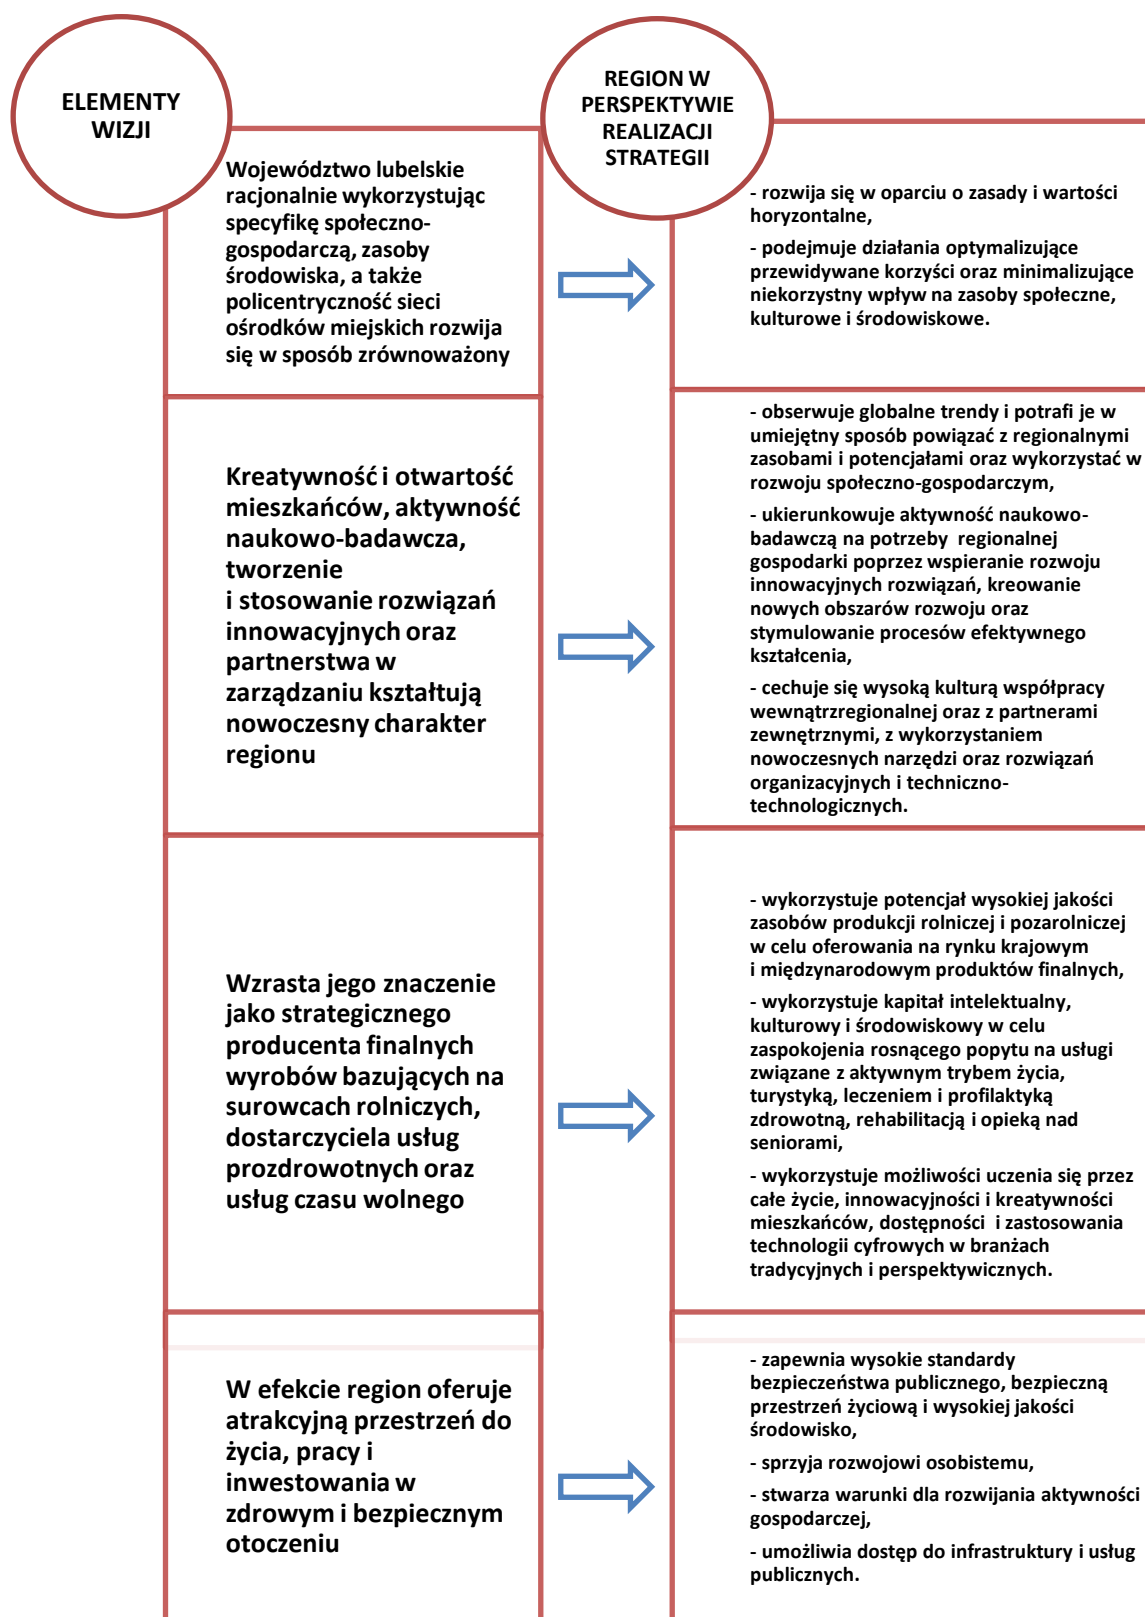 ELEMENTY
WIZJI
REGION W
PERSPEKTYWIE
REALIZACJI
STRATEGII
Województwo lubelskie
racjonalnie wykorzystując
specyfikę społeczno-
gospodarczą, zasoby
środowiska, a także
policentryczność sieci
ośrodków miejskich rozwija
się w sposób zrównoważony
- rozwija się w oparciu o zasady i wartości
horyzontalne,
- podejmuje działania optymalizujące
przewidywane korzyści oraz minimalizujące
niekorzystny wpływ na zasoby społeczne,
kulturowe i środowiskowe.
Kreatywność i otwartość
mieszkańców, aktywność
naukowo-badawcza,
tworzenie
i stosowanie rozwiązań
innowacyjnych oraz
partnerstwa w
zarządzaniu kształtują
nowoczesny charakter
regionu
- obserwuje globalne trendy i potrafi je w
umiejętny sposób powiązać z regionalnymi
zasobami i potencjałami oraz wykorzystać w
rozwoju społeczno-gospodarczym,
- ukierunkowuje aktywność naukowo-
badawczą na potrzeby  regionalnej
gospodarki poprzez wspieranie rozwoju
innowacyjnych rozwiązań, kreowanie
nowych obszarów rozwoju oraz
stymulowanie procesów efektywnego
kształcenia,
- cechuje się wysoką kulturą współpracy
wewnątrzregionalnej oraz z partnerami
zewnętrznymi, z wykorzystaniem
nowoczesnych narzędzi oraz rozwiązań
organizacyjnych i techniczno-
technologicznych.
Wzrasta jego znaczenie
jako strategicznego
producenta finalnych
wyrobów bazujących na
surowcach rolniczych,
dostarczyciela usług
prozdrowotnych oraz
usług czasu wolnego
- wykorzystuje potencjał wysokiej jakości
zasobów produkcji rolniczej i pozarolniczej
w celu oferowania na rynku krajowym
i międzynarodowym produktów finalnych,
- wykorzystuje kapitał intelektualny,
kulturowy i środowiskowy w celu
zaspokojenia rosnącego popytu na usługi
związane z aktywnym trybem życia,
turystyką, leczeniem i profilaktyką
zdrowotną, rehabilitacją i opieką nad
seniorami,
- wykorzystuje możliwości uczenia się przez
całe życie, innowacyjności i kreatywności
mieszkańców, dostępności  i zastosowania
technologii cyfrowych w branżach
tradycyjnych i perspektywicznych.
W efekcie region oferuje
atrakcyjną przestrzeń do
życia, pracy i
inwestowania w
zdrowym i bezpiecznym
otoczeniu
- zapewnia wysokie standardy
bezpieczeństwa publicznego, bezpieczną
przestrzeń życiową i wysokiej jakości
środowisko,
- sprzyja rozwojowi osobistemu,
- stwarza warunki dla rozwijania aktywności
gospodarczej,
- umożliwia dostęp do infrastruktury i usług
publicznych.